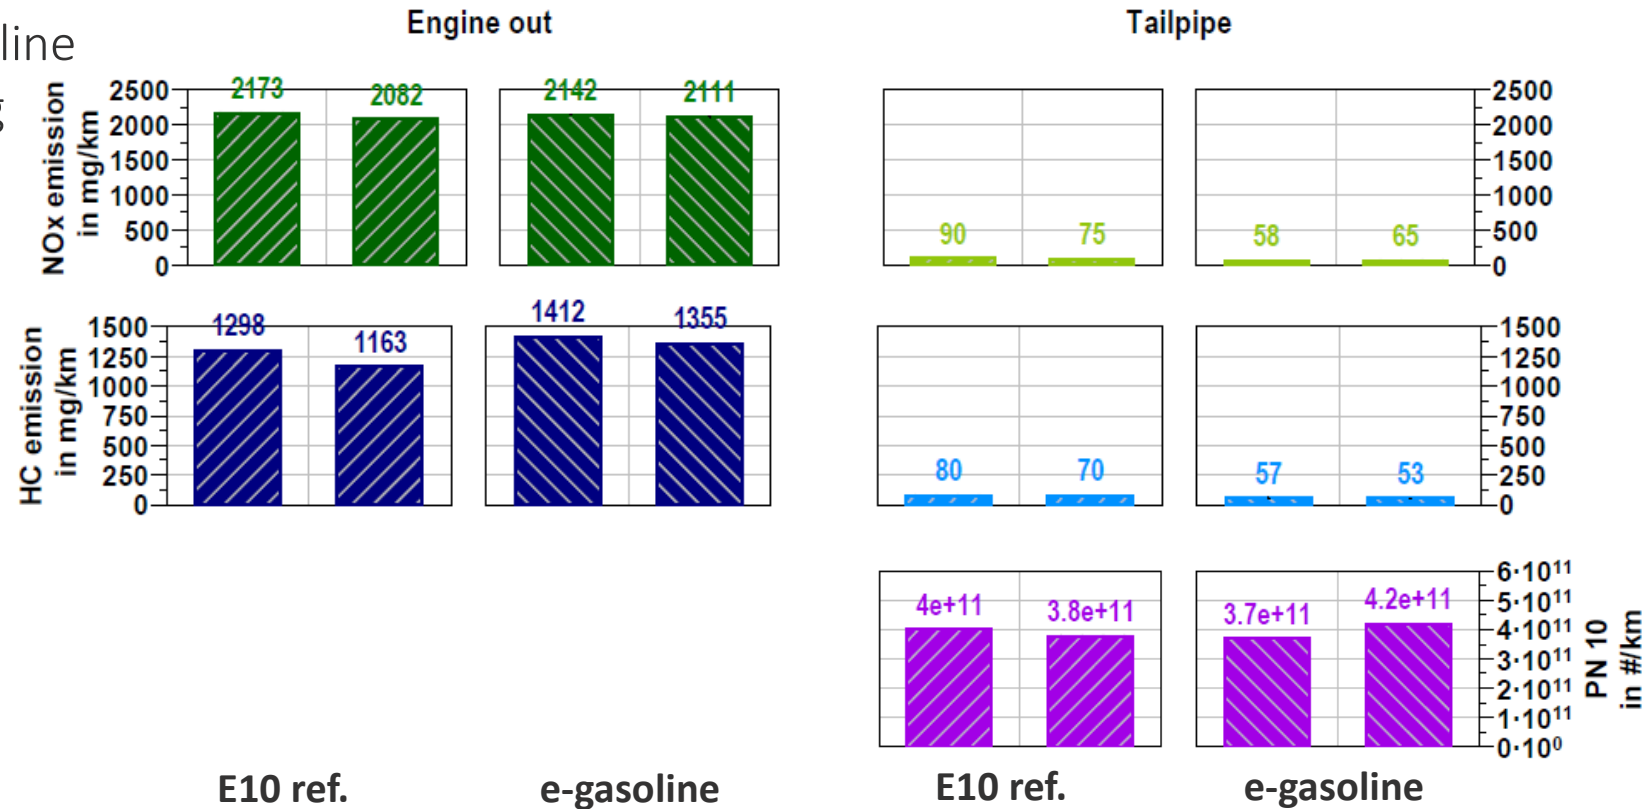 Engine out
Tailpipe
line
g
NOx emission
in mg/km
2500
2000
1500
1000
500
0
2173
2082
2142
2111
90
75
58
65
2500
2000
1500
1000
500
0
HC emission
in mg/km
1500
1250
1000
750
500
250
0
1298
1163
1412
1355
80
70
57
53
1500
1250
1000
750
500
250
0
4e+11
3.8e+11
3.7e+11
4.2e+11
6·10¹¹
5·10¹¹
4·10¹¹
3·10¹¹
2·10¹¹
1·10¹¹
0·10⁰
PN 10
in #/km
E10 ref.
e-gasoline
E10 ref.
e-gasoline